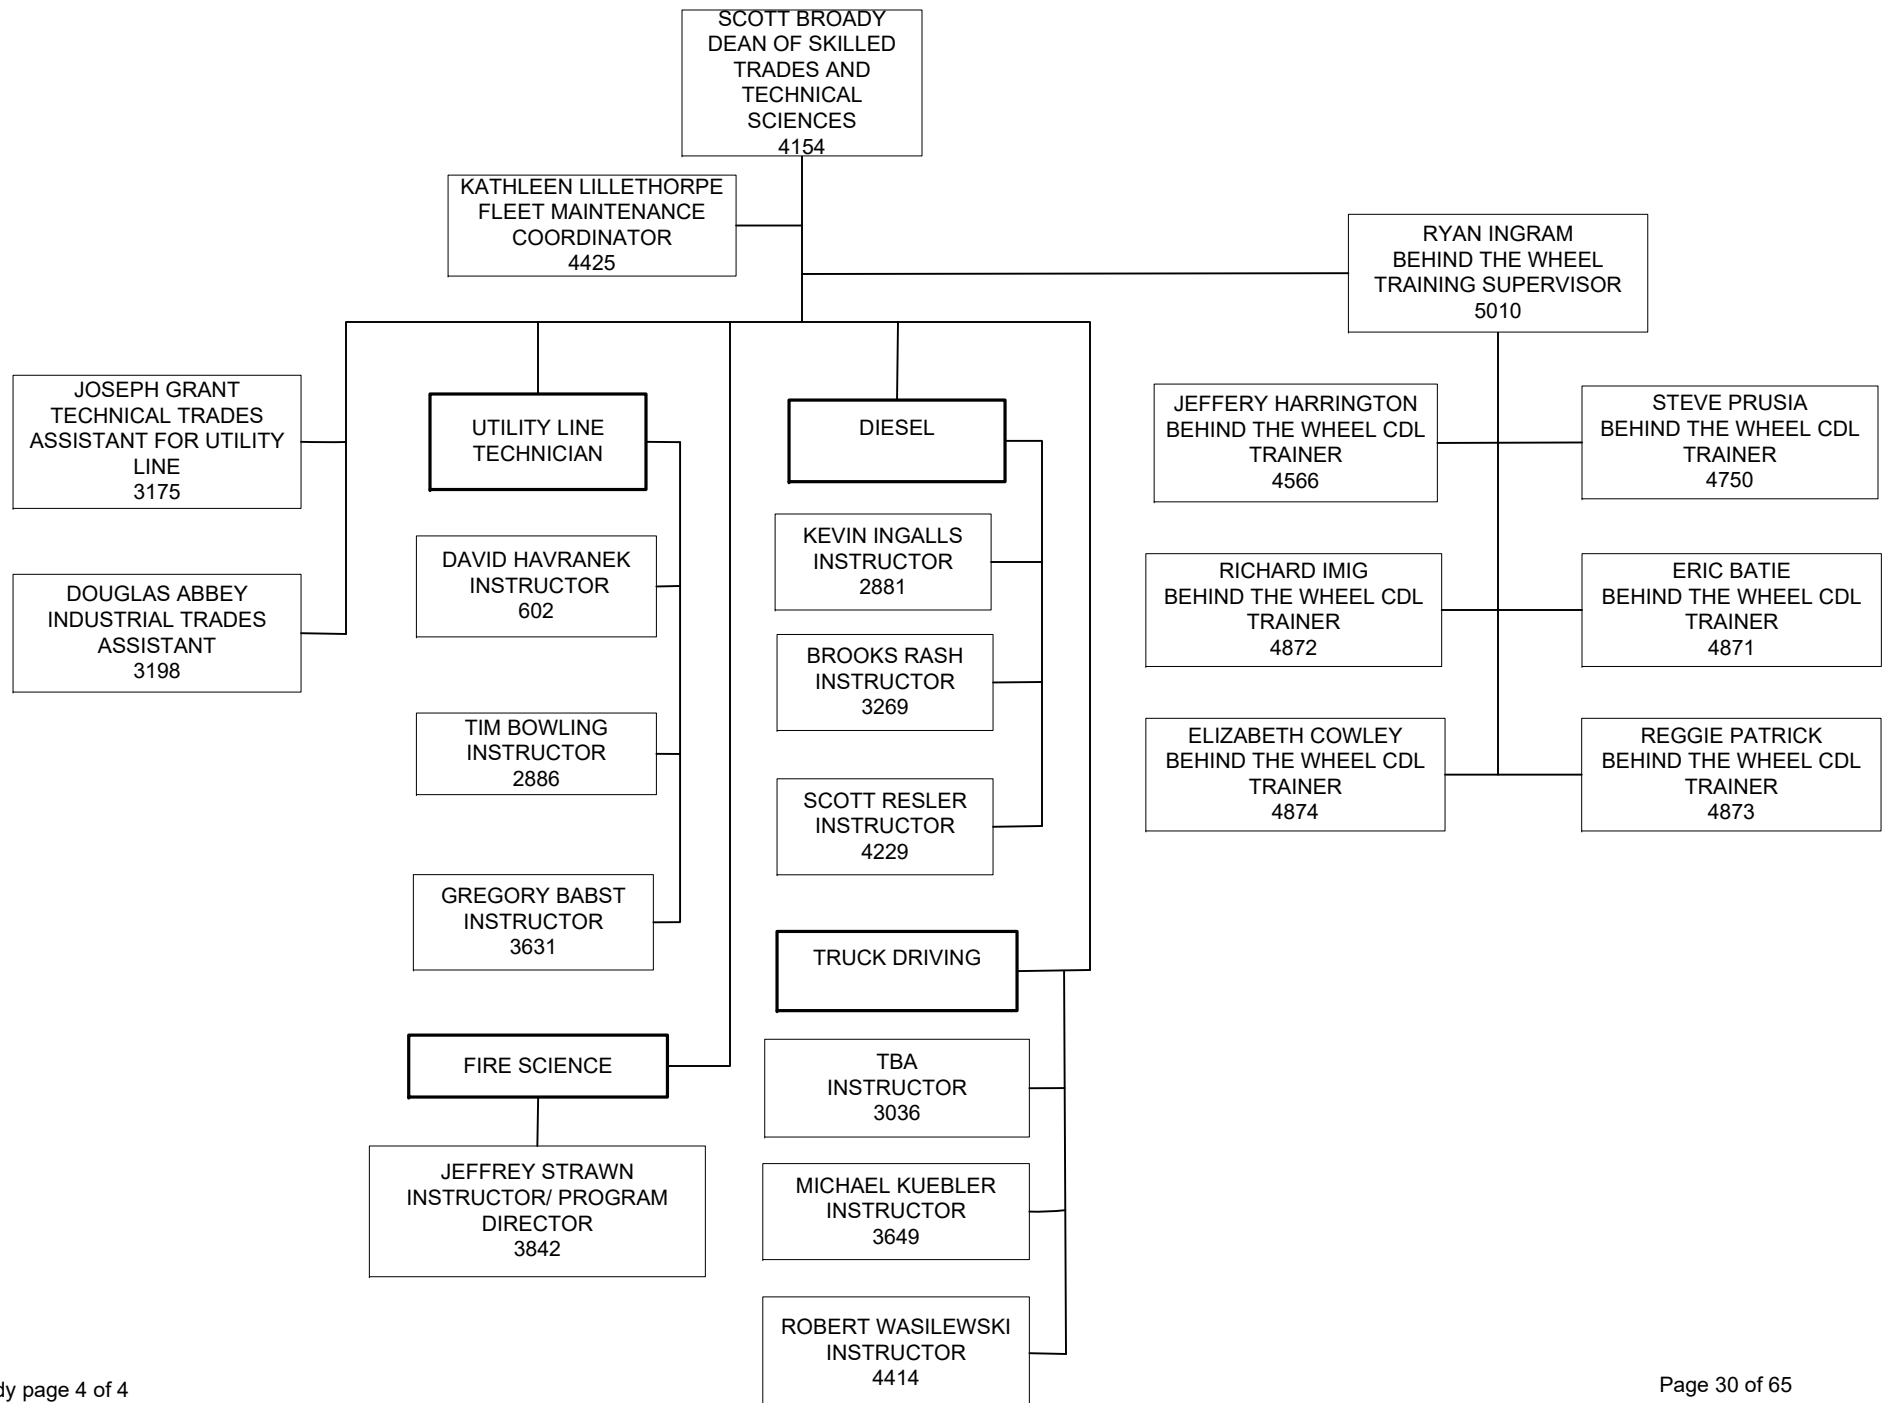 SCOTT BROADY
DEAN OF SKILLED
TRADES AND
TECHNICAL
SCIENCES
4154
KATHLEEN LILLETHORPE
FLEET MAINTENANCE
COORDINATOR
4425
RYAN INGRAM
BEHIND THE WHEEL
TRAINING SUPERVISOR
5010
JOSEPH GRANT
TECHNICAL TRADES
ASSISTANT FOR UTILITY
LINE
3175
DOUGLAS ABBEY
INDUSTRIAL TRADES
ASSISTANT
3198
UTILITY LINE
TECHNICIAN
DAVID HAVRANEK
INSTRUCTOR
602
TIM BOWLING
INSTRUCTOR
2886
GREGORY BABST
INSTRUCTOR
3631
FIRE SCIENCE
JEFFREY STRAWN
INSTRUCTOR/ PROGRAM
DIRECTOR
3842
DIESEL
KEVIN INGALLS
INSTRUCTOR
2881
BROOKS RASH
INSTRUCTOR
3269
SCOTT RESLER
INSTRUCTOR
4229
TRUCK DRIVING
TBA
INSTRUCTOR
3036
MICHAEL KUEBLER
INSTRUCTOR
3649
ROBERT WASILEWSKI
INSTRUCTOR
4414
JEFFERY HARRINGTON
BEHIND THE WHEEL CDL
TRAINER
4566
STEVE PRUSIA
BEHIND THE WHEEL CDL
TRAINER
4750
RICHARD IMIG
BEHIND THE WHEEL CDL
TRAINER
4872
ERIC BATIE
BEHIND THE WHEEL CDL
TRAINER
4871
ELIZABETH COWLEY
BEHIND THE WHEEL CDL
TRAINER
4874
REGGIE PATRICK
BEHIND THE WHEEL CDL
TRAINER
4873
page 4 of 4
Page 30 of 65